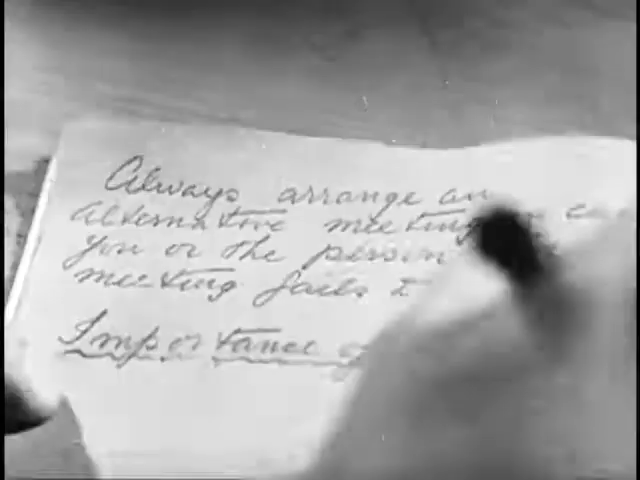 Always arrange an
alternative meeting
you or the person
meeting fails
Importance